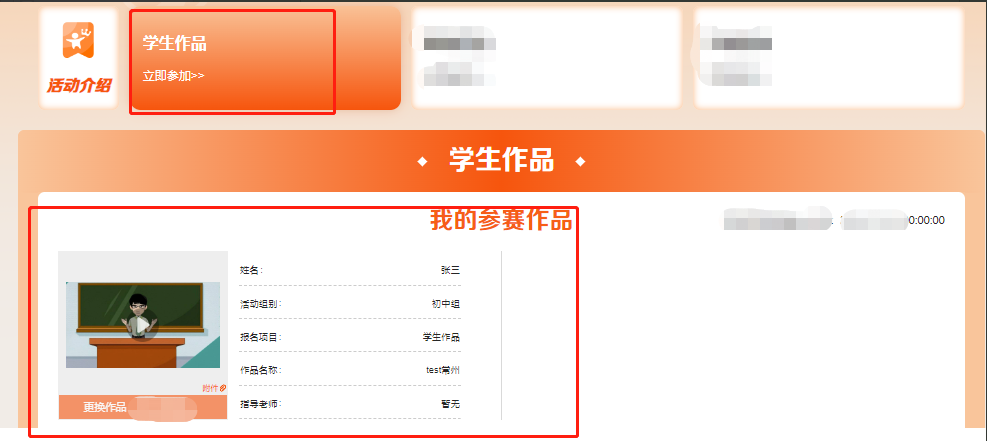 活动介绍
学生作品
立即参加>>
学生作品
我的参赛作品
0:00:00
姓名:
张三
活动组别:
初中组
报名项目:
学生作品
作品名称:
test常州
指导老师:
暂无
附件
更换作品